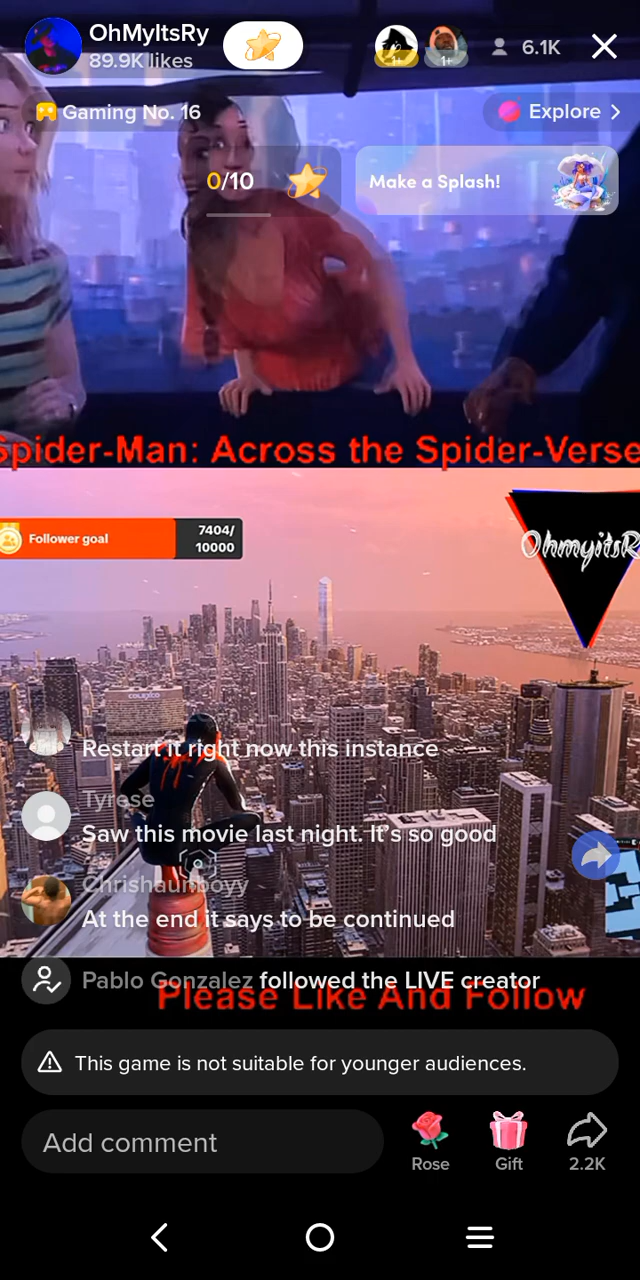 OhMyItsRy
89.9K likes
1+
1+
6.1K
Gaming No. 16
Explore
0/10
Make a Splash!
Spider-Man: Across the Spider-Verse
Follower goal
7404/
10000
OhmyitsR
Restart it right now this instance
Tyrese
Saw this movie last night. It's so good
Chrishaunboyy
At the end it says to be continued
Pablo Gonzalez followed the LIVE creator
Please Like And Follow
This game is not suitable for younger audiences.
Add comment
Rose
Gift
2.2K